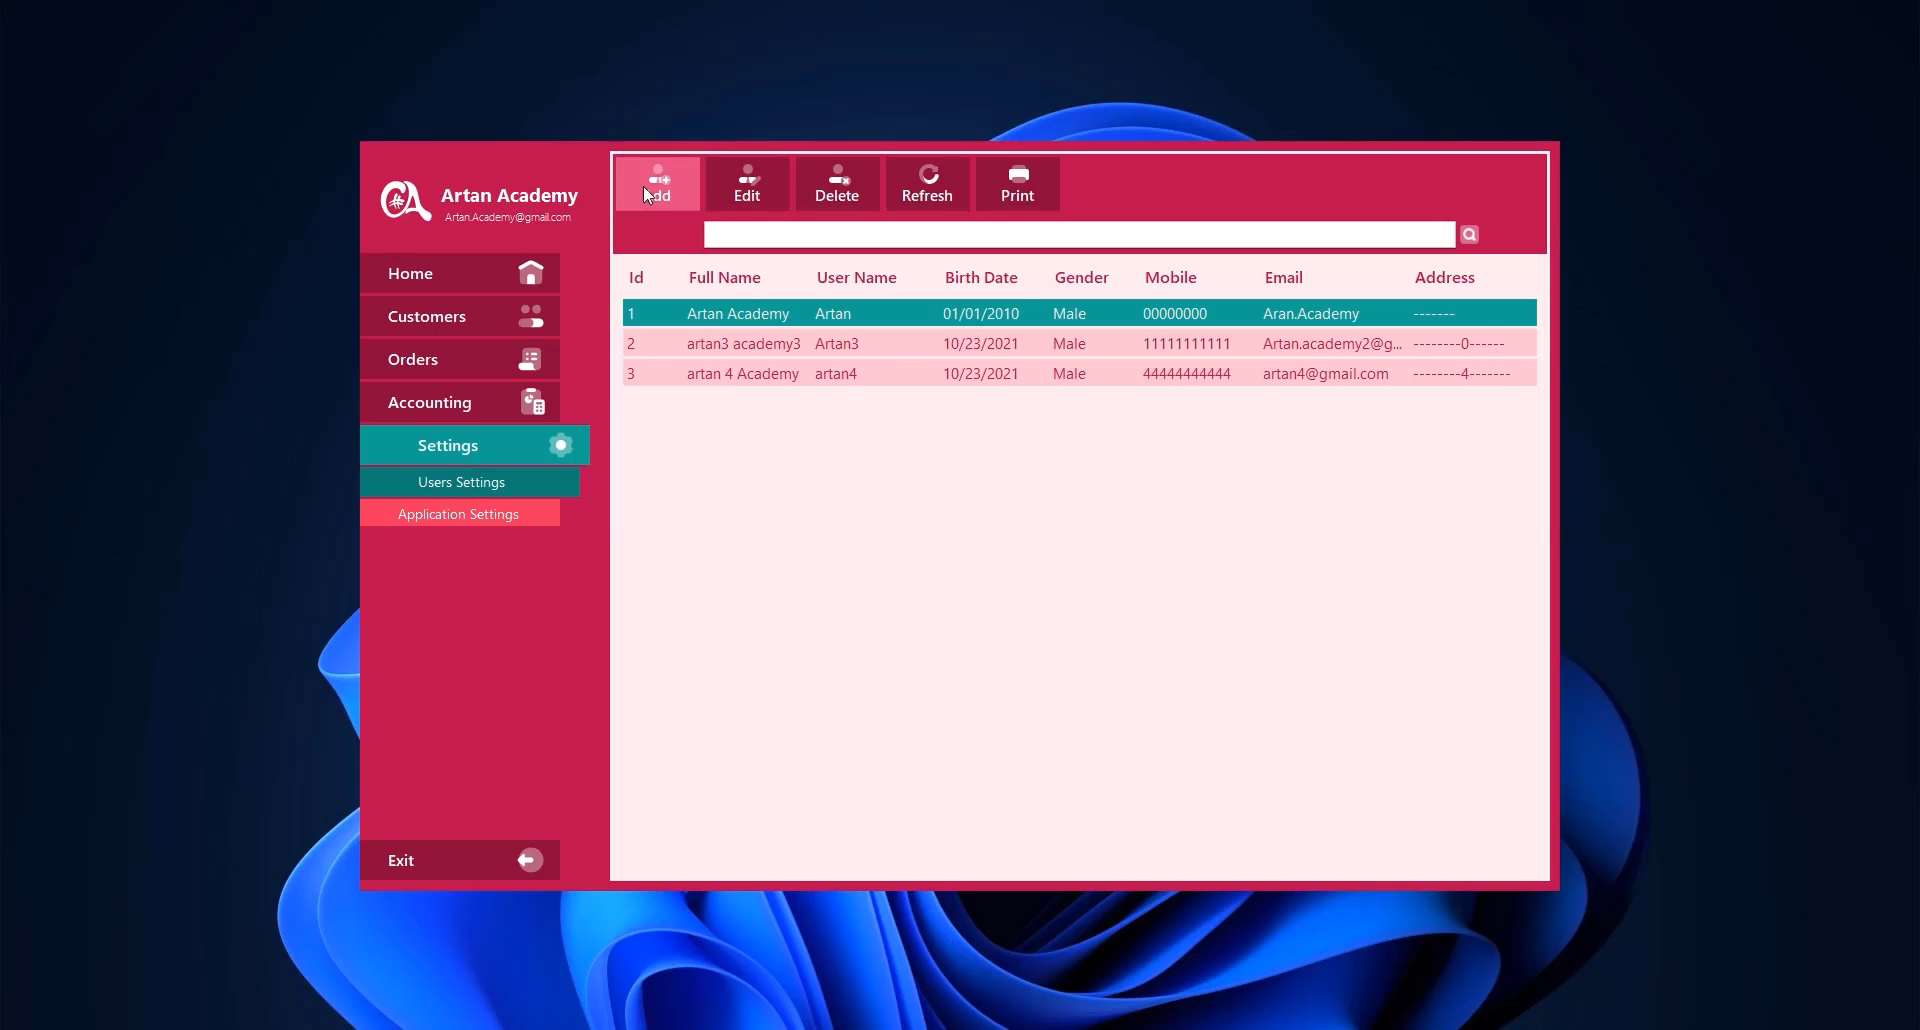 Artan Academy
Artan.Academy@gmail.com
Home
Customers
Orders
Accounting
Settings
Users Settings
Application Settings
Exit
Edit Delete Refresh Print
Id Full Name User Name Birth Date Gender Mobile Email Address
1 Artan Academy Artan 01/01/2010 Male 00000000 Aran.Academy -------
2 artan3 academy3 Artan3 10/23/2021 Male 11111111111 Artan.academy2@g... --------0------
3 artan 4 Academy artan4 10/23/2021 Male 44444444444 artan4@gmail.com --------4-------